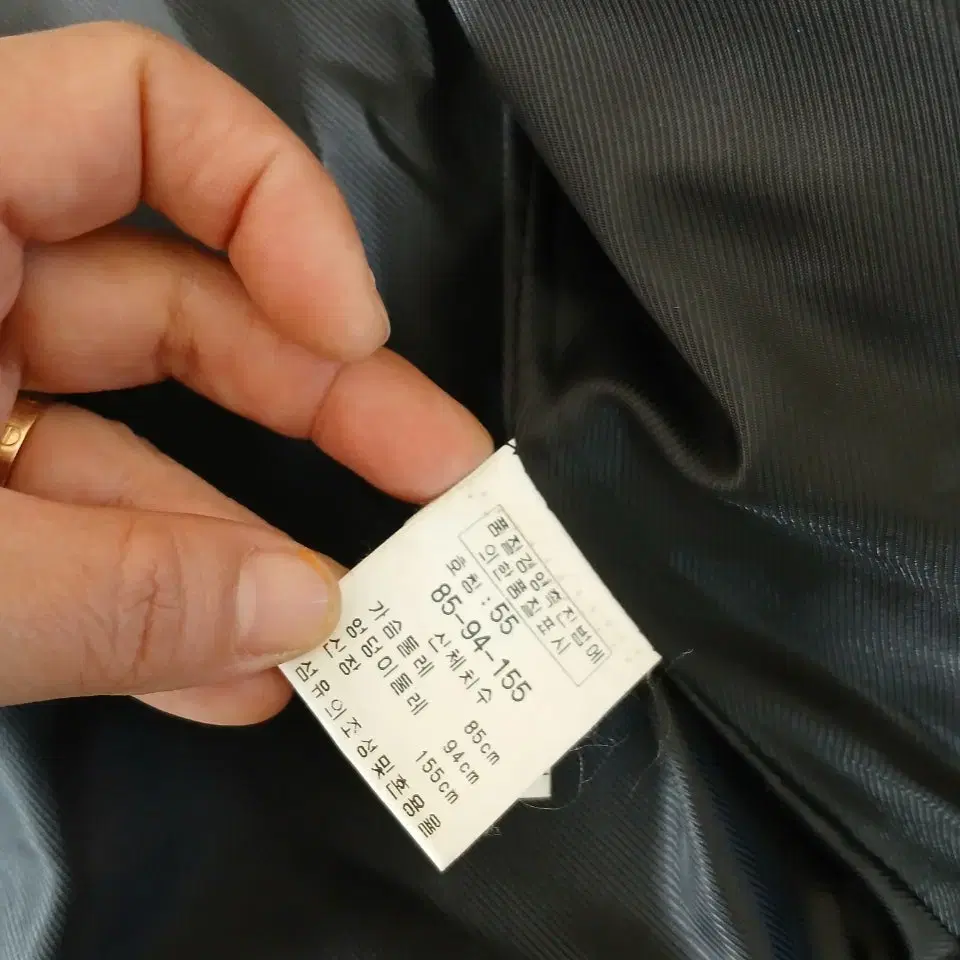 품질경영촉진법에
의한품질표시
호칭 : 55
85-94-155
신체치수
가슴둘레 85cm
엉덩이둘레 94cm
신장 155cm
섬유의조성및혼용율